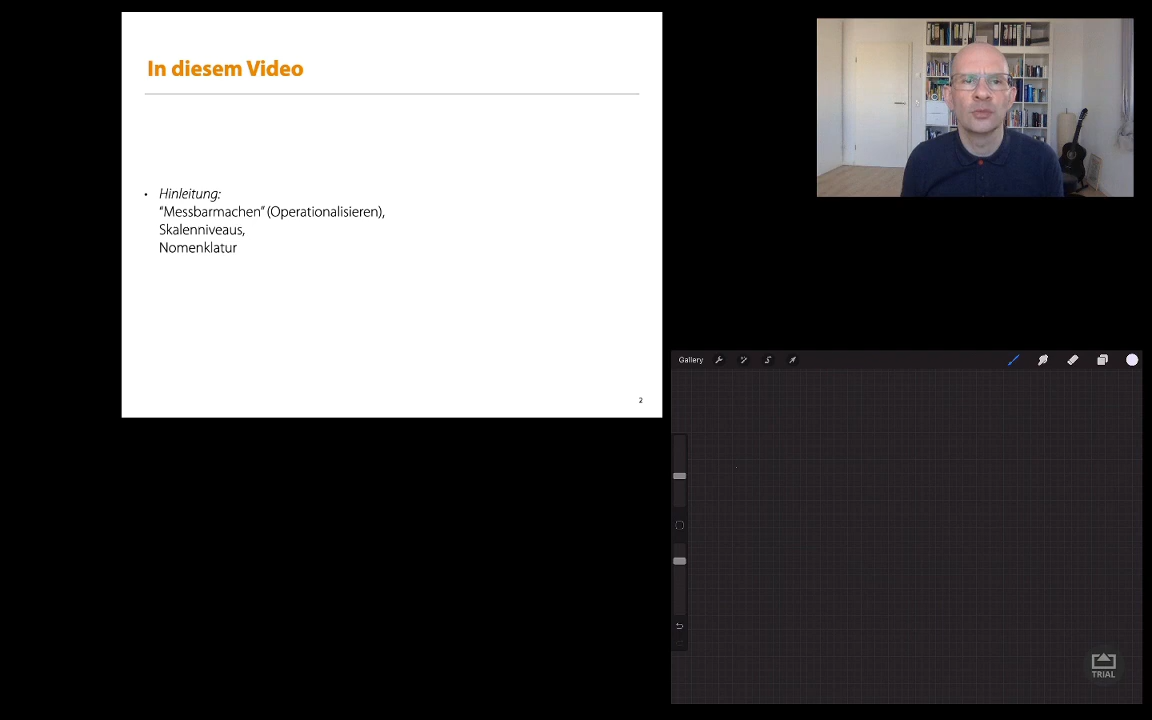 In diesem Video
• Hinleitung:
“Messbarmachen” (Operationalisieren),
Skalenniveaus,
Nomenklatur
2
Gallery
TRIAL